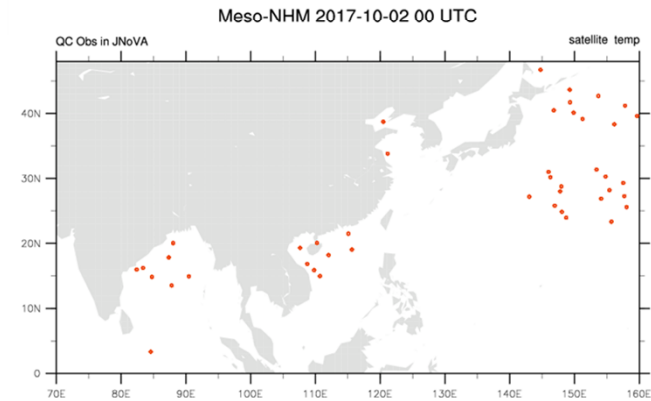 Meso-NHM 2017-10-02 00 UTC
QC Obs in JNoVA satellite temp
40N
30N
20N
10N
0
70E 80E 90E 100E 110E 120E 130E 140E 150E 160E